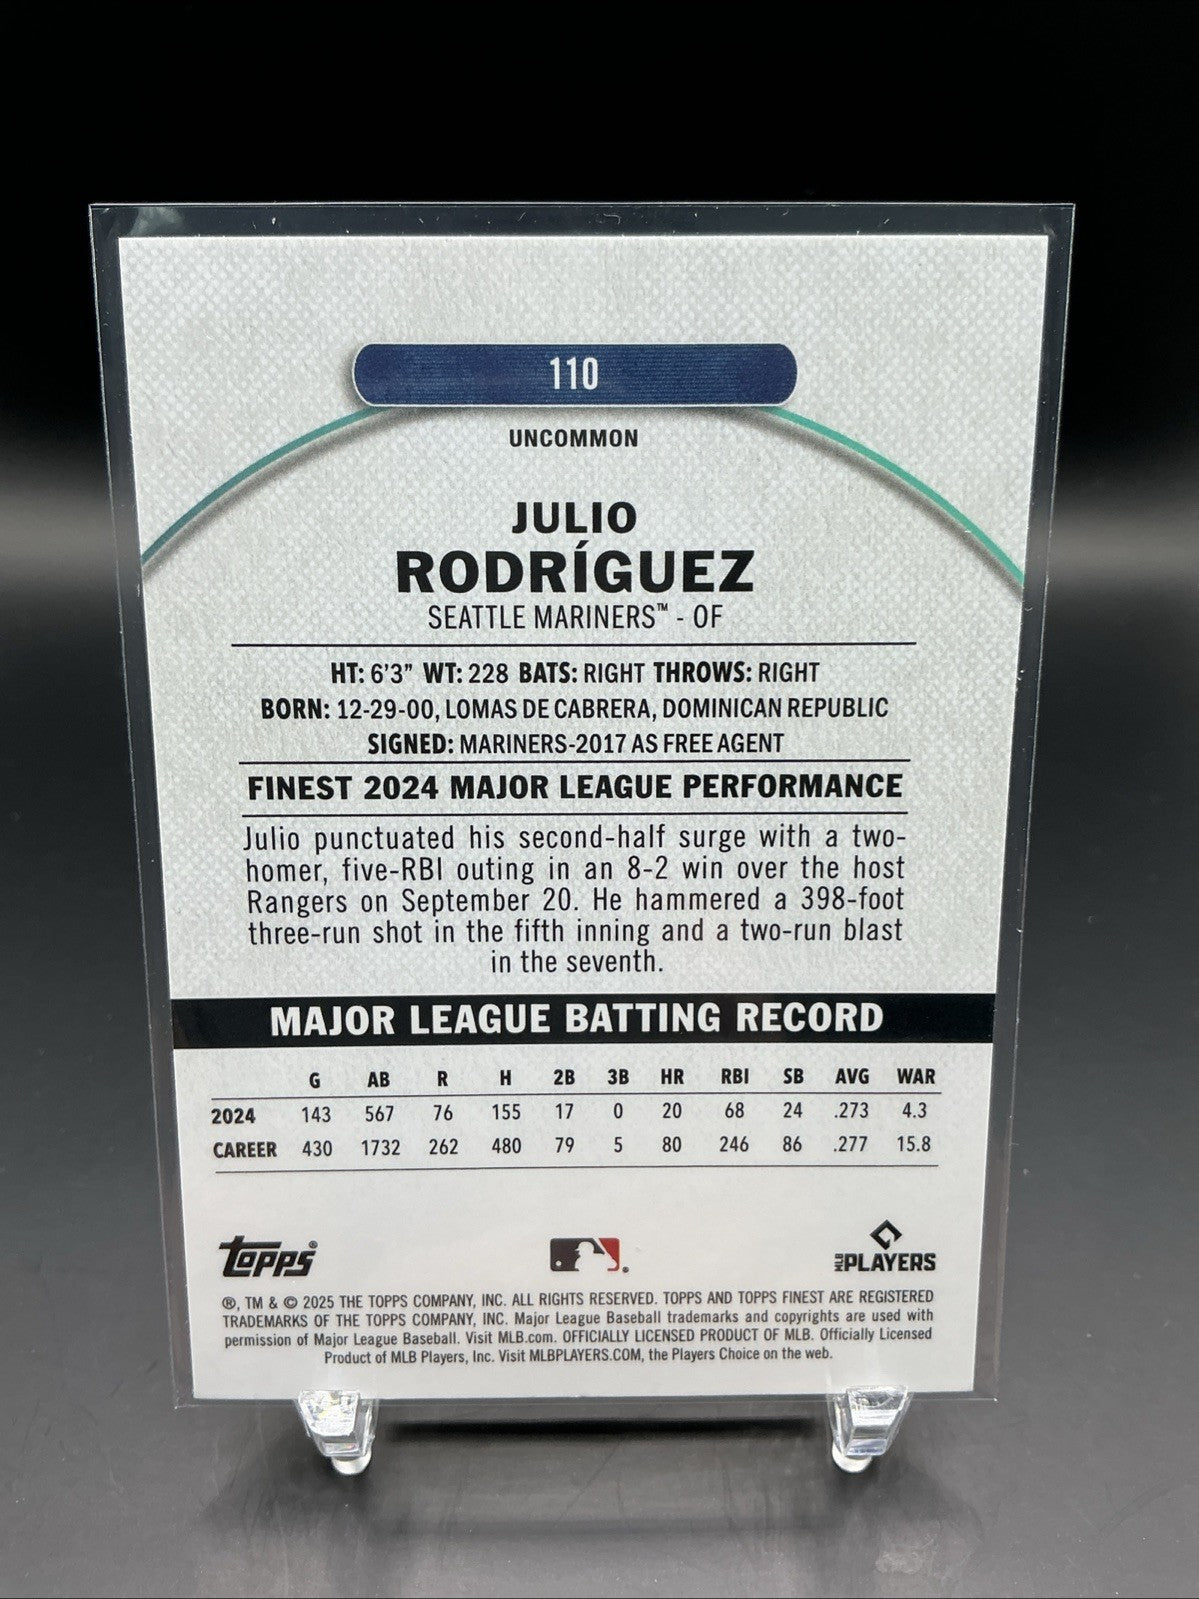 110
UNCOMMON
JULIO
RODRÍGUEZ
SEATTLE MARINERS™ - OF
HT: 6'3" WT: 228 BATS: RIGHT THROWS: RIGHT
BORN: 12-29-00, LOMAS DE CABRERA, DOMINICAN REPUBLIC
SIGNED: MARINERS-2017 AS FREE AGENT
FINEST 2024 MAJOR LEAGUE PERFORMANCE
Julio punctuated his second-half surge with a two-
homer, five-RBI outing in an 8-2 win over the host
Rangers on September 20. He hammered a 398-foot
three-run shot in the fifth inning and a two-run blast
in the seventh.
MAJOR LEAGUE BATTING RECORD
G AB R H 2B 3B HR RBI SB AVG WAR
2024 143 567 76 155 17 0 20 68 24 .273 4.3
CAREER 430 1732 262 480 79 5 80 246 86 .277 15.8
Topps®
MLB PLAYERS
®, TM & © 2025 THE TOPPS COMPANY, INC. ALL RIGHTS RESERVED. TOPPS AND TOPPS FINEST ARE REGISTERED
TRADEMARKS OF THE TOPPS COMPANY, INC. Major League Baseball trademarks and copyrights are used with
permission of Major League Baseball. Visit MLB.com. OFFICIALLY LICENSED PRODUCT OF MLB. Officially Licensed
Product of MLB Players, Inc. Visit MLBPLAYERS.COM, the Players Choice on the web.